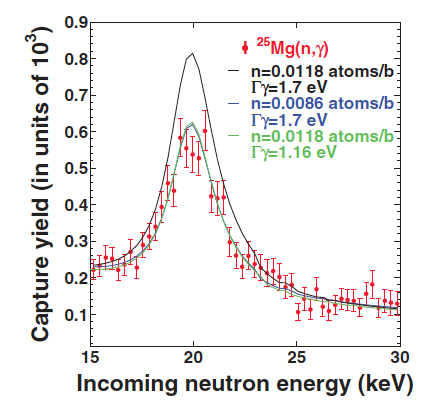 0.9
0.8
0.7
0.6
0.5
0.4
0.3
0.2
0.1
15
20
25
30
Capture yield (in units of 10³)
Incoming neutron energy (keV)
²⁵Mg(n,γ)
n=0.0118 atoms/b
Γγ=1.7 eV
n=0.0086 atoms/b
Γγ=1.7 eV
n=0.0118 atoms/b
Γγ=1.16 eV